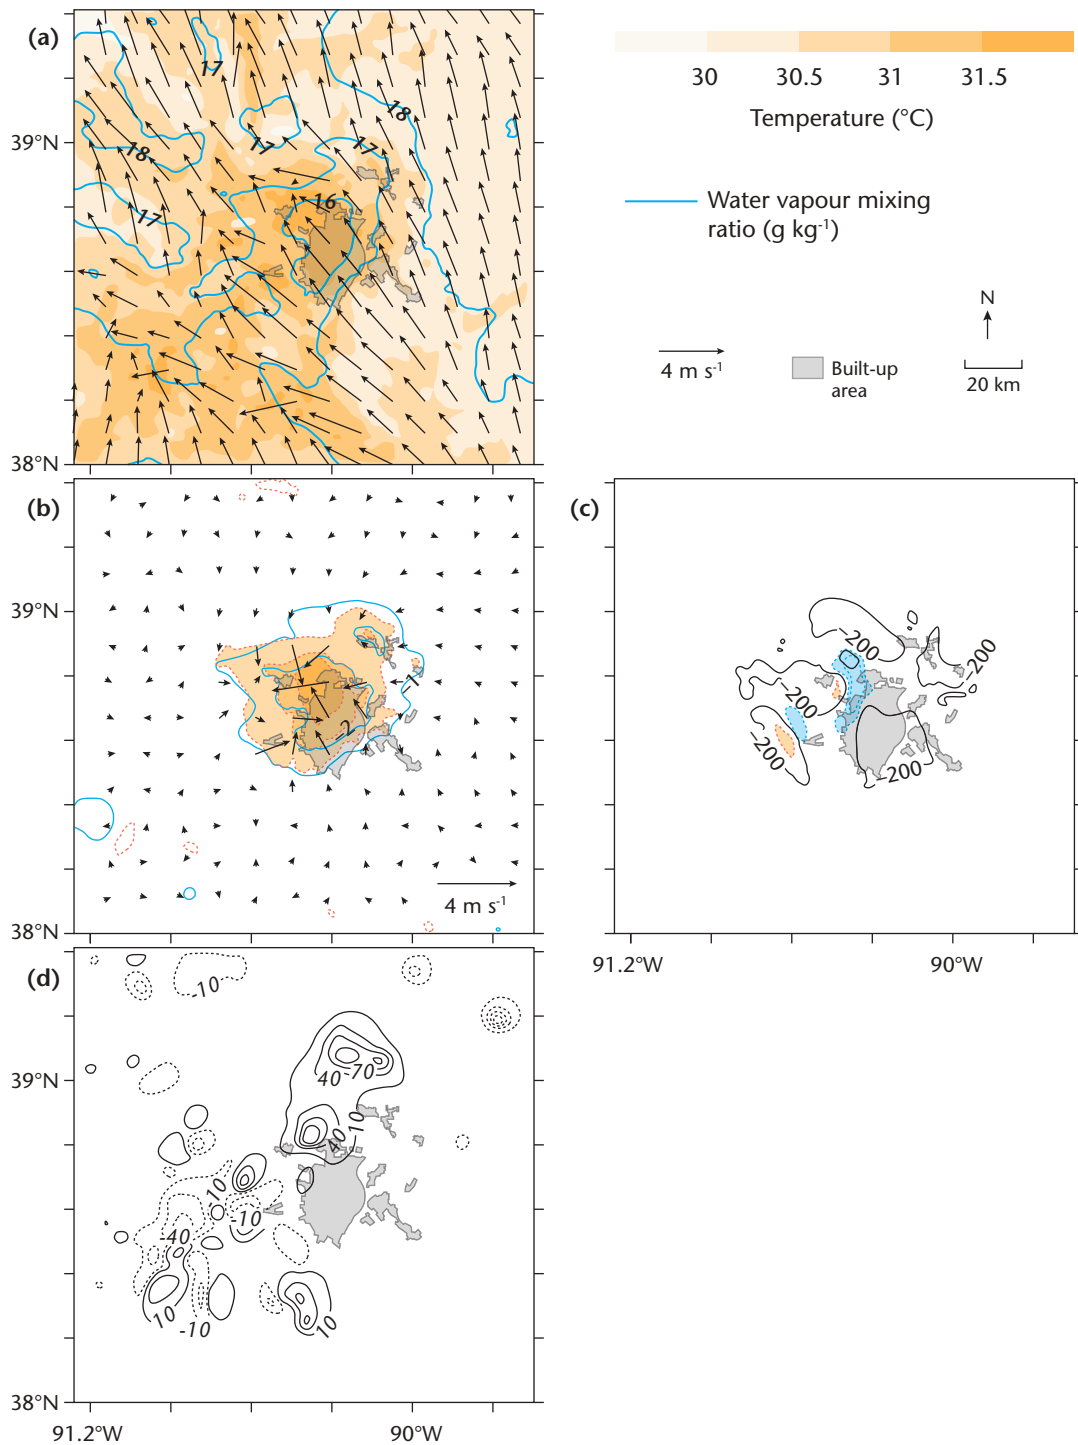 (a)
17
18
18
17
17
17
16
39°N
38°N
30 30.5 31 31.5
Temperature (°C)
Water vapour mixing
ratio (g kg-1)
N
4 m s-1
Built-up
area
20 km
(b)
-1
-2
39°N
38°N
4 m s-1
(c)
-200
-200
-200
-200
-200
91.2°W 90°W
(d)
-10
40 -70
40
10
-10
-10
-40
10
-10
10
39°N
38°N
91.2°W 90°W